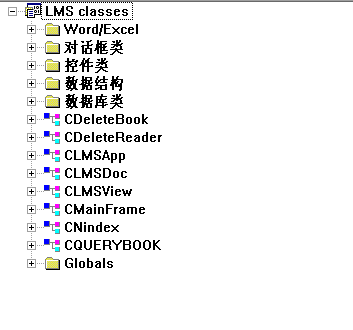 LMS classes
Word/Excel
对话框类
控件类
数据结构
数据库类
CDeleteBook
CDeleteReader
CLMSApp
CLMSDoc
CLMSView
CMainFrame
CNindex
CQUERYBOOK
Globals